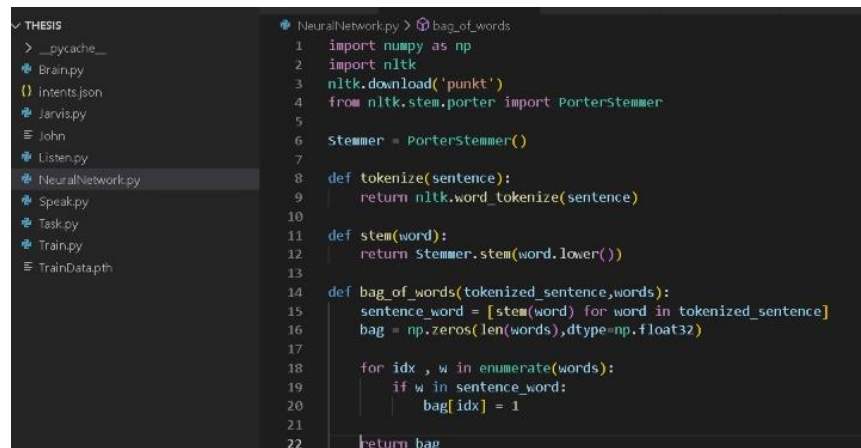 THESIS
__pycache__
Brain.py
{} intents.json
Jarvis.py
John
Listen.py
NeuralNetwork.py
Speak.py
Task.py
Train.py
TrainData.pth
NeuralNetwork.py > bag_of_words
1 import numpy as np
2 import nltk
3 nltk.download('punkt')
4 from nltk.stem.porter import PorterStemmer
5
6 Stemmer = PorterStemmer()
7
8 def tokenize(sentence):
9     return nltk.word_tokenize(sentence)
10
11 def stem(word):
12     return Stemmer.stem(word.lower())
13
14 def bag_of_words(tokenized_sentence,words):
15     sentence_word = [stem(word) for word in tokenized_sentence]
16     bag = np.zeros(len(words),dtype=np.float32)
17
18     for idx , w in enumerate(words):
19         if w in sentence_word:
20             bag[idx] = 1
21
22     return bag